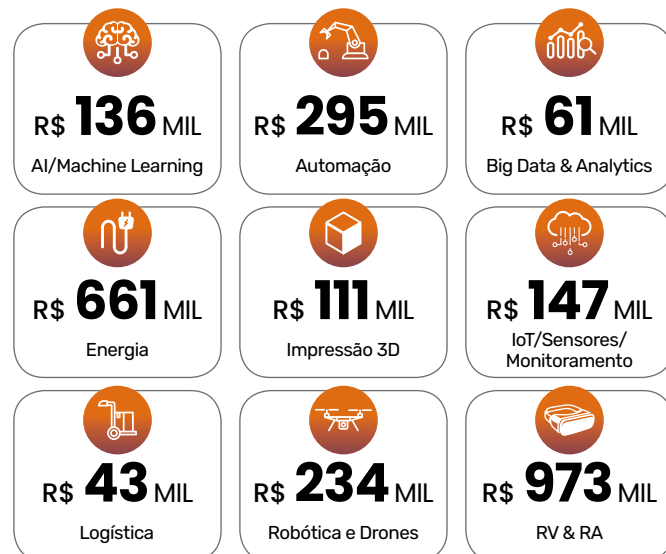 R$ 136 MIL
AI/Machine Learning
R$ 295 MIL
Automação
R$ 61 MIL
Big Data & Analytics
R$ 661 MIL
Energia
R$ 111 MIL
Impressão 3D
R$ 147 MIL
IoT/Sensores/
Monitoramento
R$ 43 MIL
Logística
R$ 234 MIL
Robótica e Drones
R$ 973 MIL
RV & RA